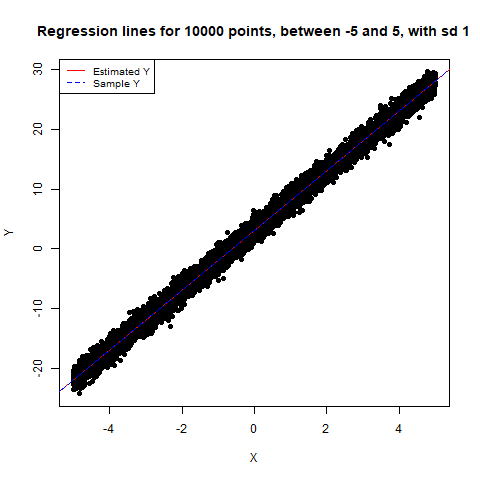 Regression lines for 10000 points, between -5 and 5, with sd 1
Estimated Y
Sample Y
30
20
10
0
-10
-20
Y
-4
-2
0
2
4
X